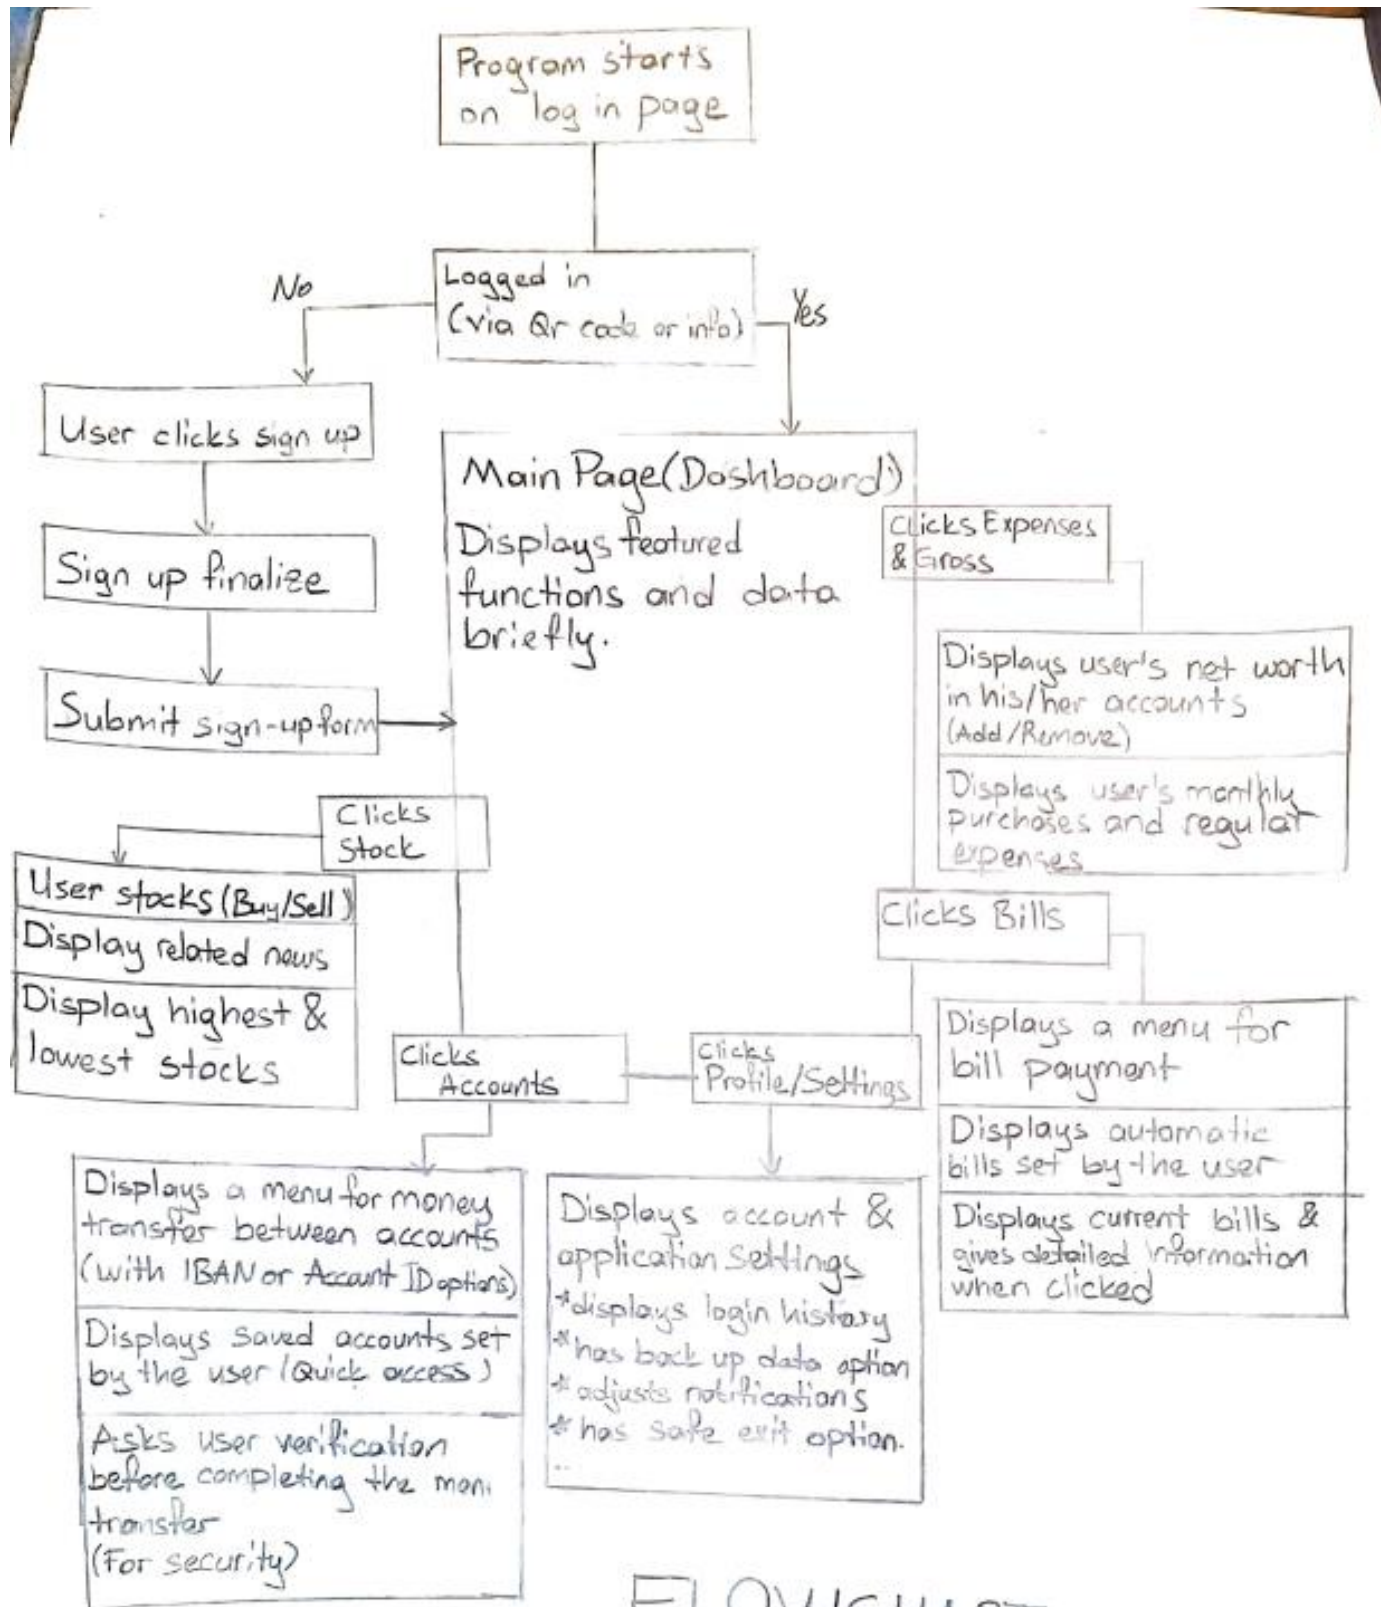 Program starts
on log in page
Logged in
(via Qr code or info)
No
Yes
User clicks sign up
Sign up finalize
Submit sign-up form
Main Page (Dashboard)
Displays featured
functions and data
briefly.
Clicks Expenses
& Gross
Displays user's net worth
in his/her accounts
(Add/Remove)
Displays user's monthly
purchases and regular
expenses
Clicks
Stock
User stocks (Buy/Sell)
Display related news
Display highest &
lowest stocks
Clicks Bills
Displays a menu for
bill payment
Displays automatic
bills set by the user
Displays current bills &
gives detailed information
when clicked
Clicks
Accounts
Displays a menu for money
transfer between accounts
(with IBAN or Account ID options)
Displays saved accounts set
by the user (Quick access)
Asks user verification
before completing the mon
transfer
(For security)
Clicks
Profile/Settings
Displays account &
application settings
*displays login history
*has back up data option
*adjusts notifications
*has safe exit option.
..
FLOWCHART